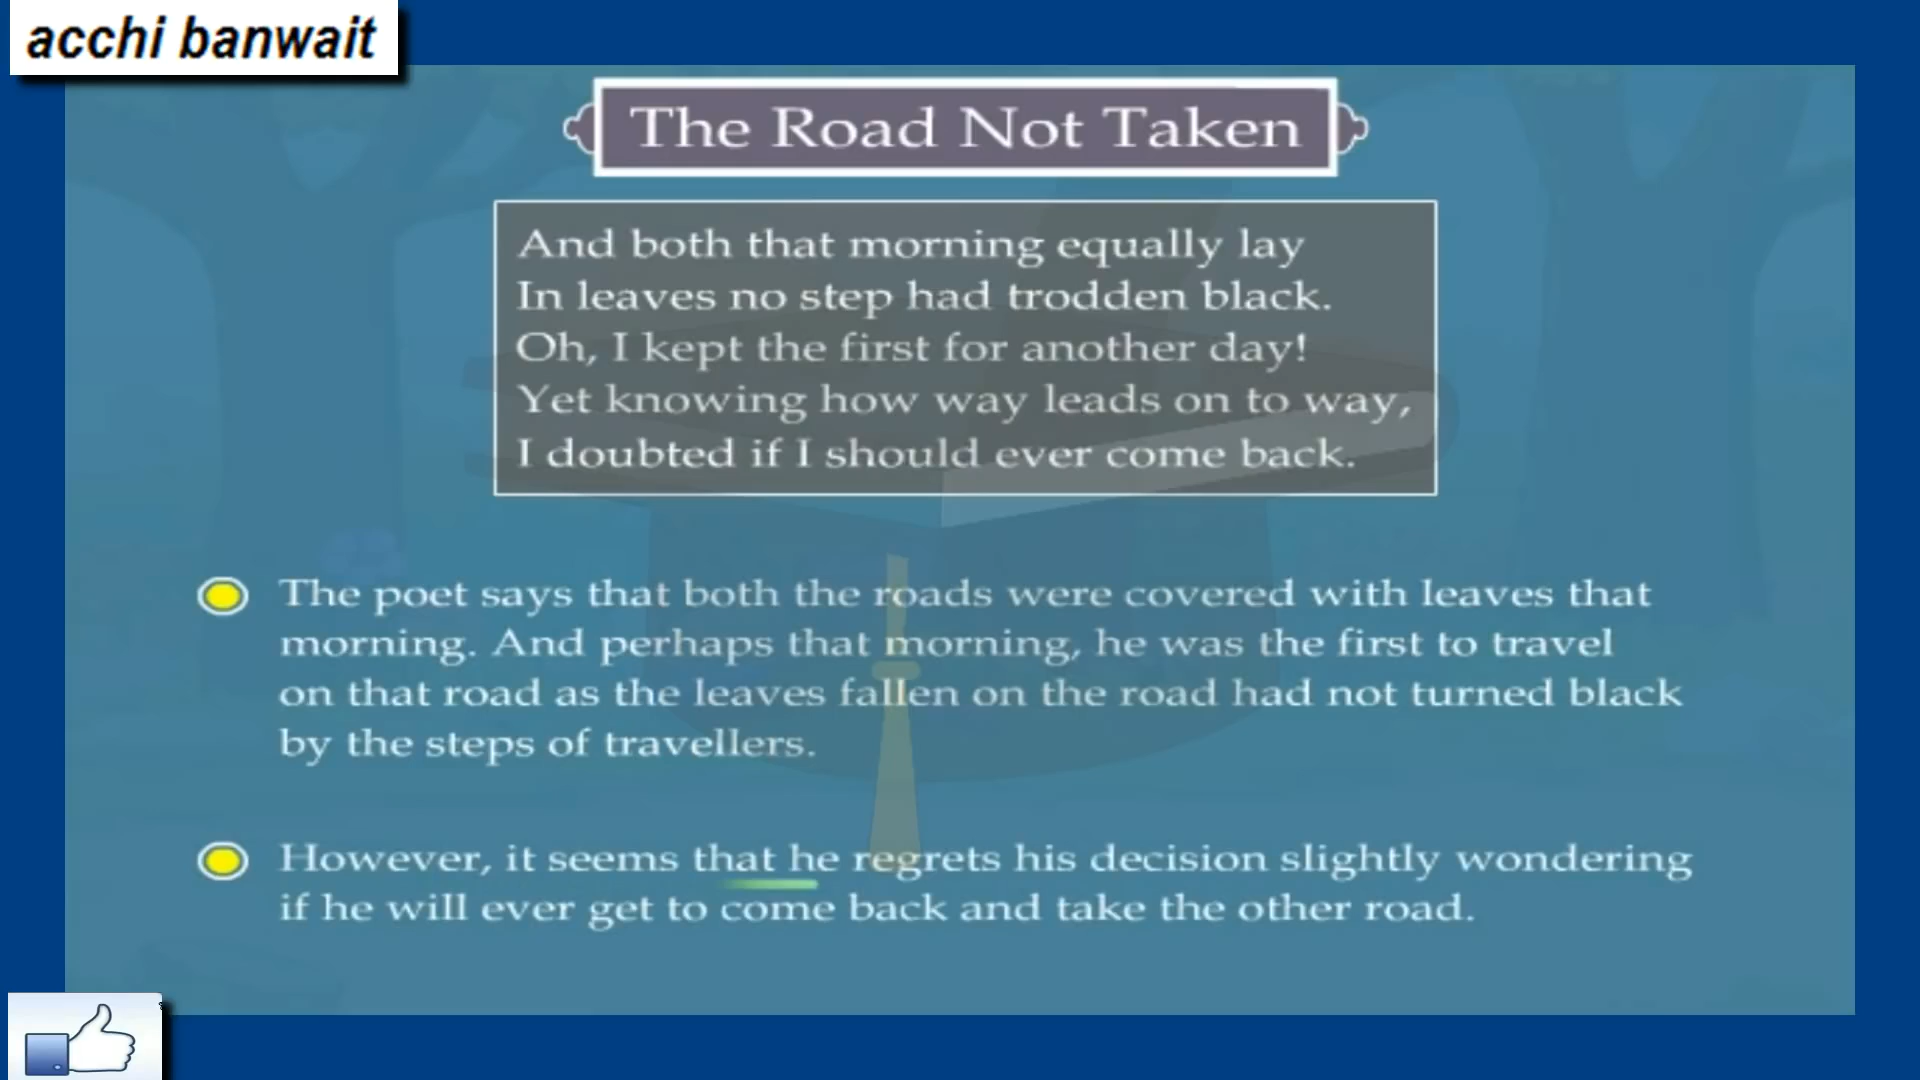 acchi banwait
The Road Not Taken
And both that morning equally lay
In leaves no step had trodden black.
Oh, I kept the first for another day!
Yet knowing how way leads on to way,
I doubted if I should ever come back.
The poet says that both the roads were covered with leaves that
morning. And perhaps that morning, he was the first to travel
on that road as the leaves fallen on the road had not turned black
by the steps of travellers.
However, it seems that he regrets his decision slightly wondering
if he will ever get to come back and take the other road.